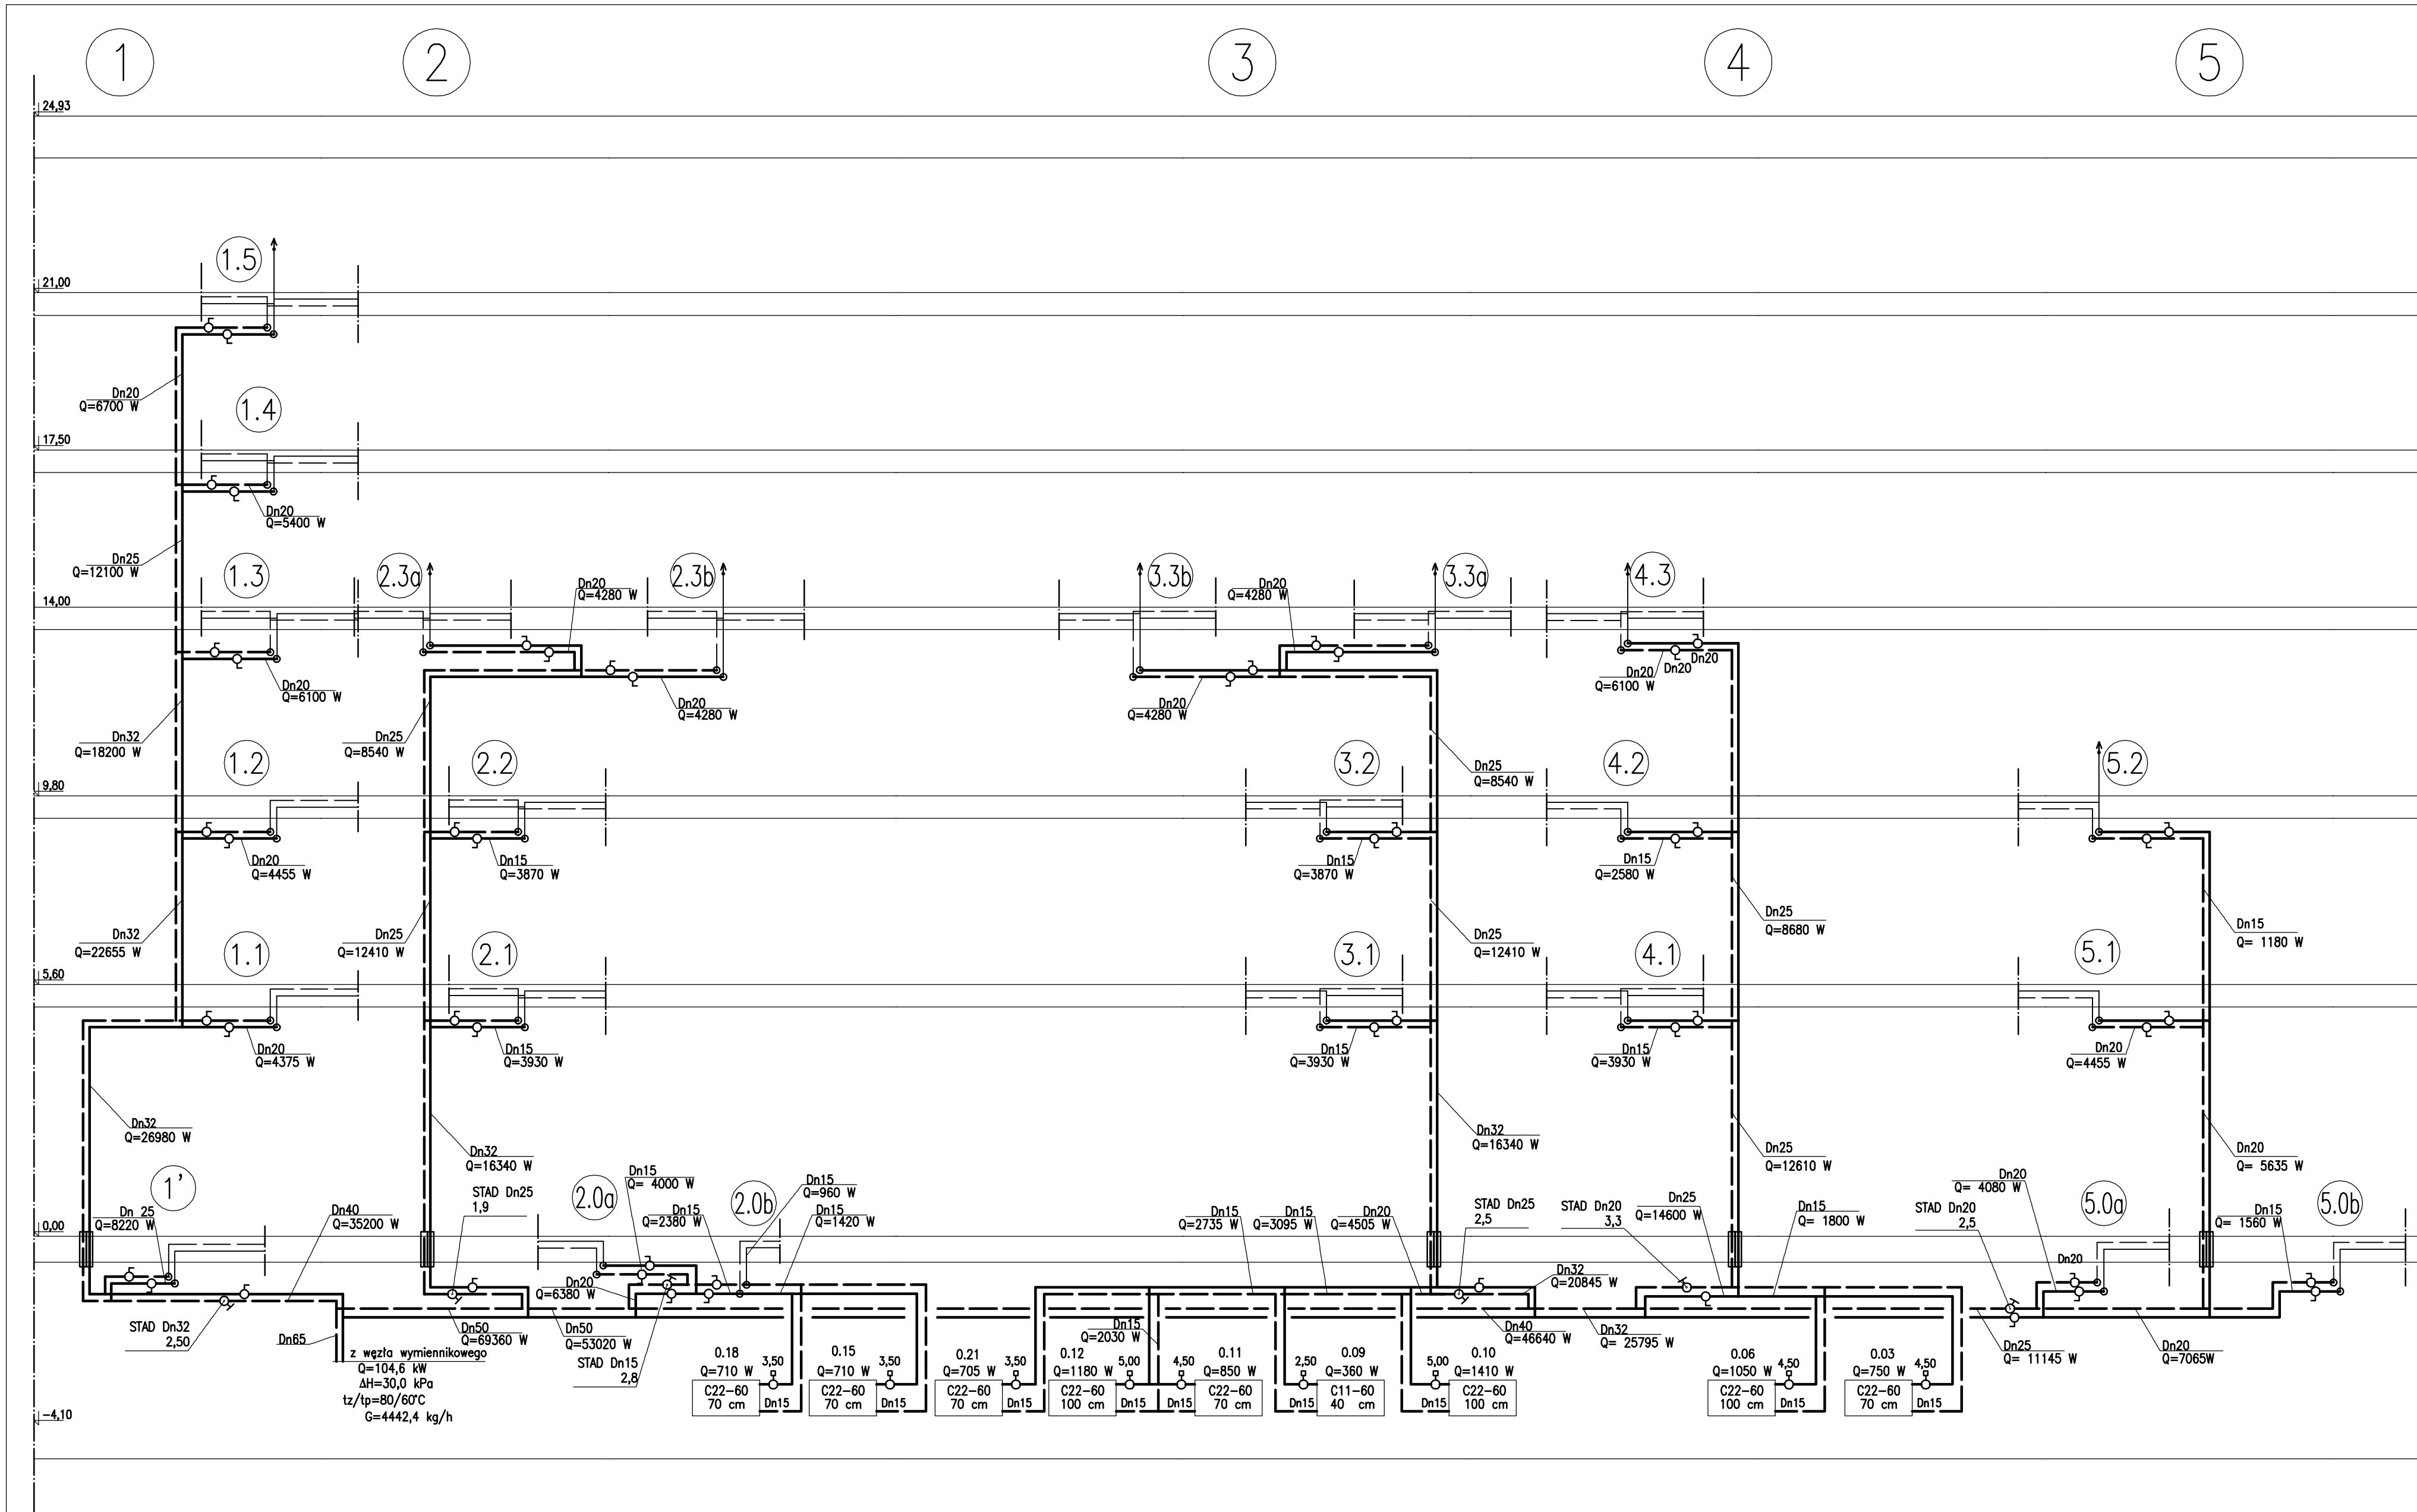 1
2
3
4
5
24,93
1.5
21,00
Dn20
Q=6700 W
1.4
17,50
Dn20
Q=5400 W
Dn25
Q=12100 W
1.3
2.3a
Dn20
Q=4280 W
2.3b
3.3b
Dn20
Q=4280 W
3.3a
4.3
14,00
Dn20
Q=6100 W
Dn20
Q=4280 W
Dn20
Q=4280 W
Dn20
Q=6100 W
Dn20
Dn20
Dn32
Q=18200 W
Dn25
Q=8540 W
1.2
2.2
3.2
Dn25
Q=8540 W
4.2
5.2
9,80
Dn20
Q=4455 W
Dn15
Q=3870 W
Dn15
Q=3870 W
Dn15
Q=2580 W
Dn32
Q=22655 W
Dn25
Q=12410 W
Dn25
Q=12410 W
Dn25
Q=8680 W
Dn15
Q= 1180 W
1.1
2.1
3.1
4.1
5.1
5,60
Dn20
Q=4375 W
Dn15
Q=3930 W
Dn15
Q=3930 W
Dn15
Q=3930 W
Dn20
Q=4455 W
Dn32
Q=26980 W
Dn32
Q=16340 W
Dn32
Q=16340 W
Dn25
Q=12610 W
Dn20
Q= 5635 W
1'
Dn 25
Q=8220 W
Dn40
Q=35200 W
STAD Dn25
1,9
2.0a
Dn15
Q= 4000 W
Dn15
Q=2380 W
2.0b
Dn15
Q=960 W
Dn15
Q=1420 W
Dn15
Q=2735 W
Dn15
Q=3095 W
Dn20
Q=4505 W
STAD Dn25
2,5
STAD Dn20
3,3
Dn25
Q=14600 W
Dn15
Q= 1800 W
STAD Dn20
2,5
Dn20
Q= 4080 W
5.0a
Dn15
Q= 1560 W
5.0b
0,00
Dn20
Q=6380 W
Dn32
Q=20845 W
Dn20
STAD Dn32
2,50
Dn65
Dn50
Q=69360 W
Dn50
Q=53020 W
STAD Dn15
2,8
Dn15
Q=2030 W
Dn40
Q=46640 W
Dn32
Q= 25795 W
Dn25
Q= 11145 W
Dn20
Q=7065W
z węzła wymiennikowego
Q=104,6 kW
ΔH=30,0 kPa
tz/tp=80/60°C
G=4442,4 kg/h
0.18
Q=710 W
3,50
C22-60
70 cm
Dn15
0.15
Q=710 W
3,50
C22-60
70 cm
Dn15
0.21
Q=705 W
3,50
C22-60
70 cm
Dn15
0.12
Q=1180 W
5,00
C22-60
100 cm
Dn15
4,50
0.11
Q=850 W
Dn15
C22-60
70 cm
2,50
0.09
Q=360 W
Dn15
C11-60
40 cm
5,00
0.10
Q=1410 W
Dn15
C22-60
100 cm
0.06
Q=1050 W
4,50
C22-60
100 cm
Dn15
0.03
Q=750 W
4,50
C22-60
70 cm
Dn15
-4,10